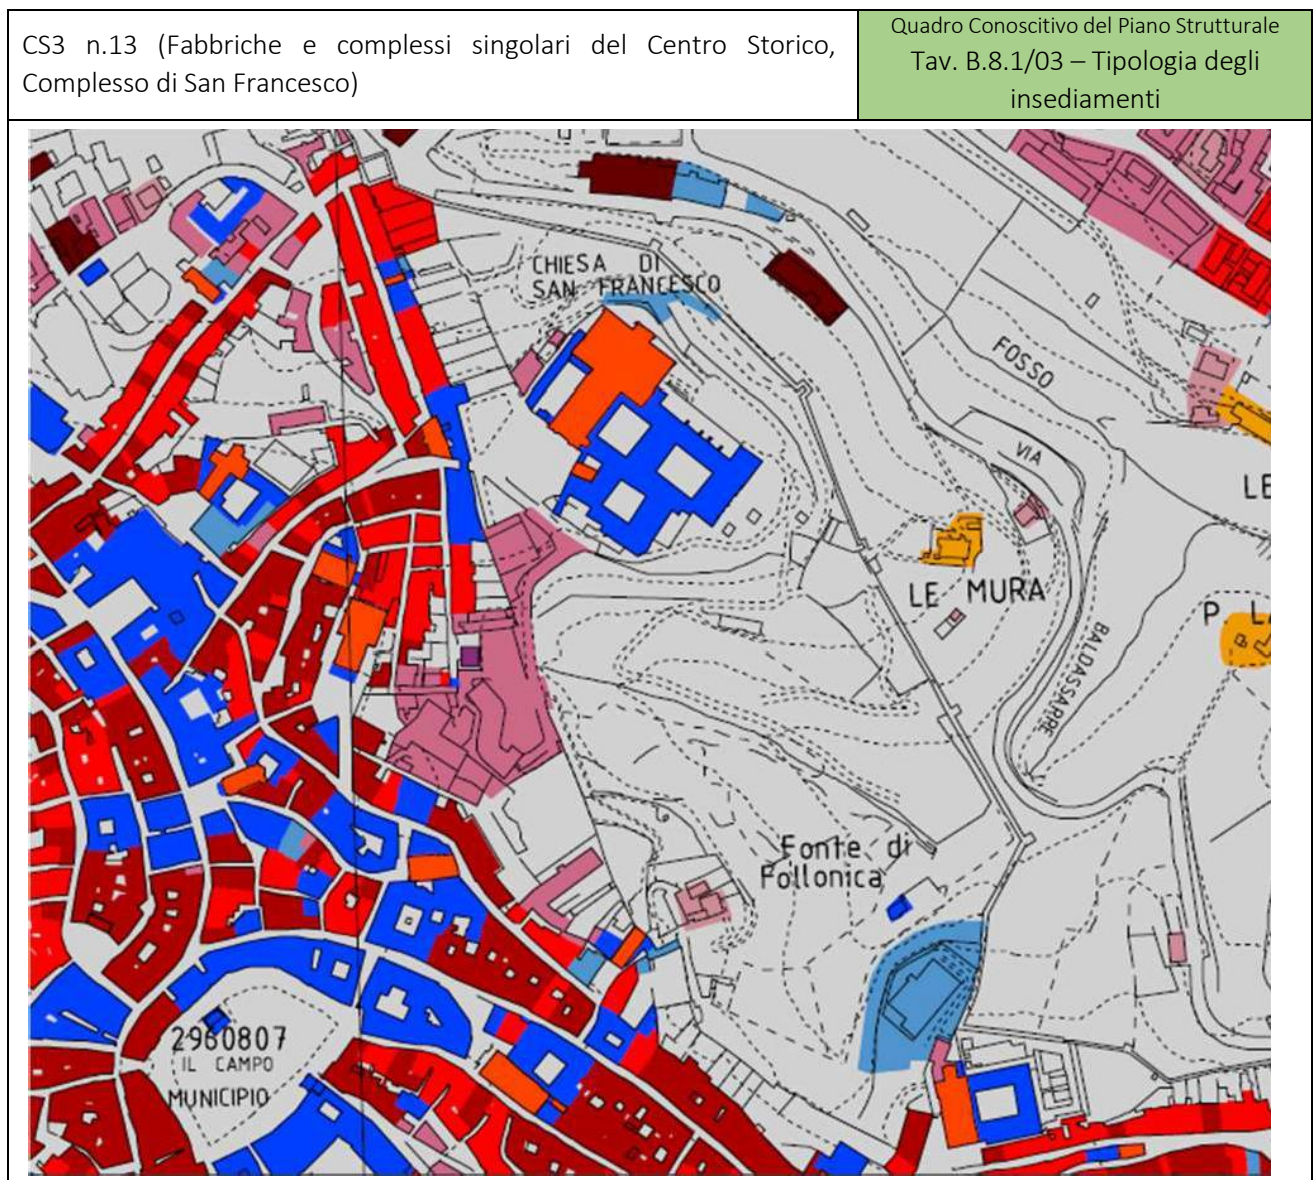 CS3 n.13 (Fabbriche e complessi singolari del Centro Storico,
Complesso di San Francesco)
Quadro Conoscitivo del Piano Strutturale
Tav. B.8.1/03 – Tipologia degli
insediamenti
CHIESA DI
SAN FRANCESCO
FOSSO
VIA
LE
LE MURA
P. LA
BALDASSARRE
Fonte di
Follonica
2960807
IL CAMPO
MUNICIPIO